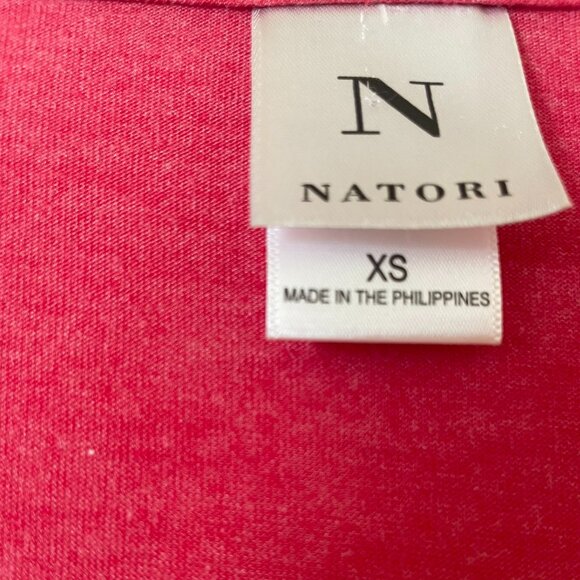 N
NATORI
XS
MADE IN THE PHILIPPINES